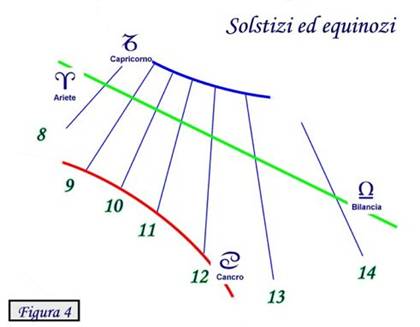 Solstizi ed equinozi
♑
Capricorno
♈
Ariete
8
9
10
11
12
♋
Cancro
13
14
♎
Bilancia
Figura 4